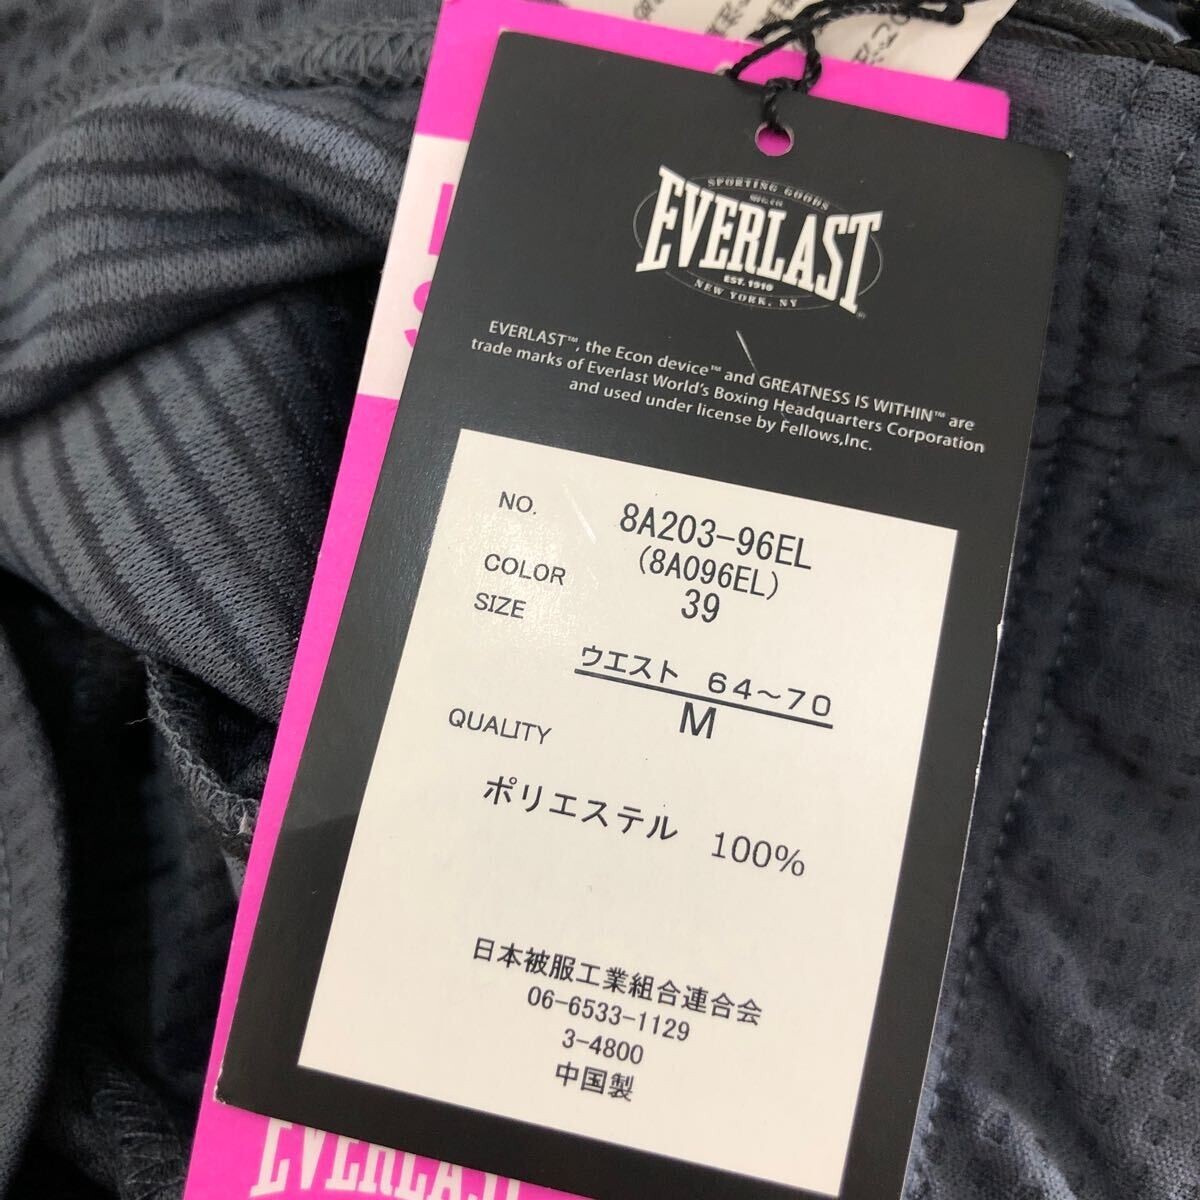 SPORTING GOODS
MFG. CO.
EVERLAST
EST. 1910
NEW YORK, NY
EVERLAST™, the Econ device™ and GREATNESS IS WITHIN™ are
trade marks of Everlast World's Boxing Headquarters Corporation
and used under license by Fellows,Inc.
NO. 8A203-96EL
(8A096EL)
COLOR 39
SIZE
ウエスト 64～70
M
QUALITY
ポリエステル 100%
日本被服工業組合連合会
06-6533-1129
3-4800
中国製
EVERLAST